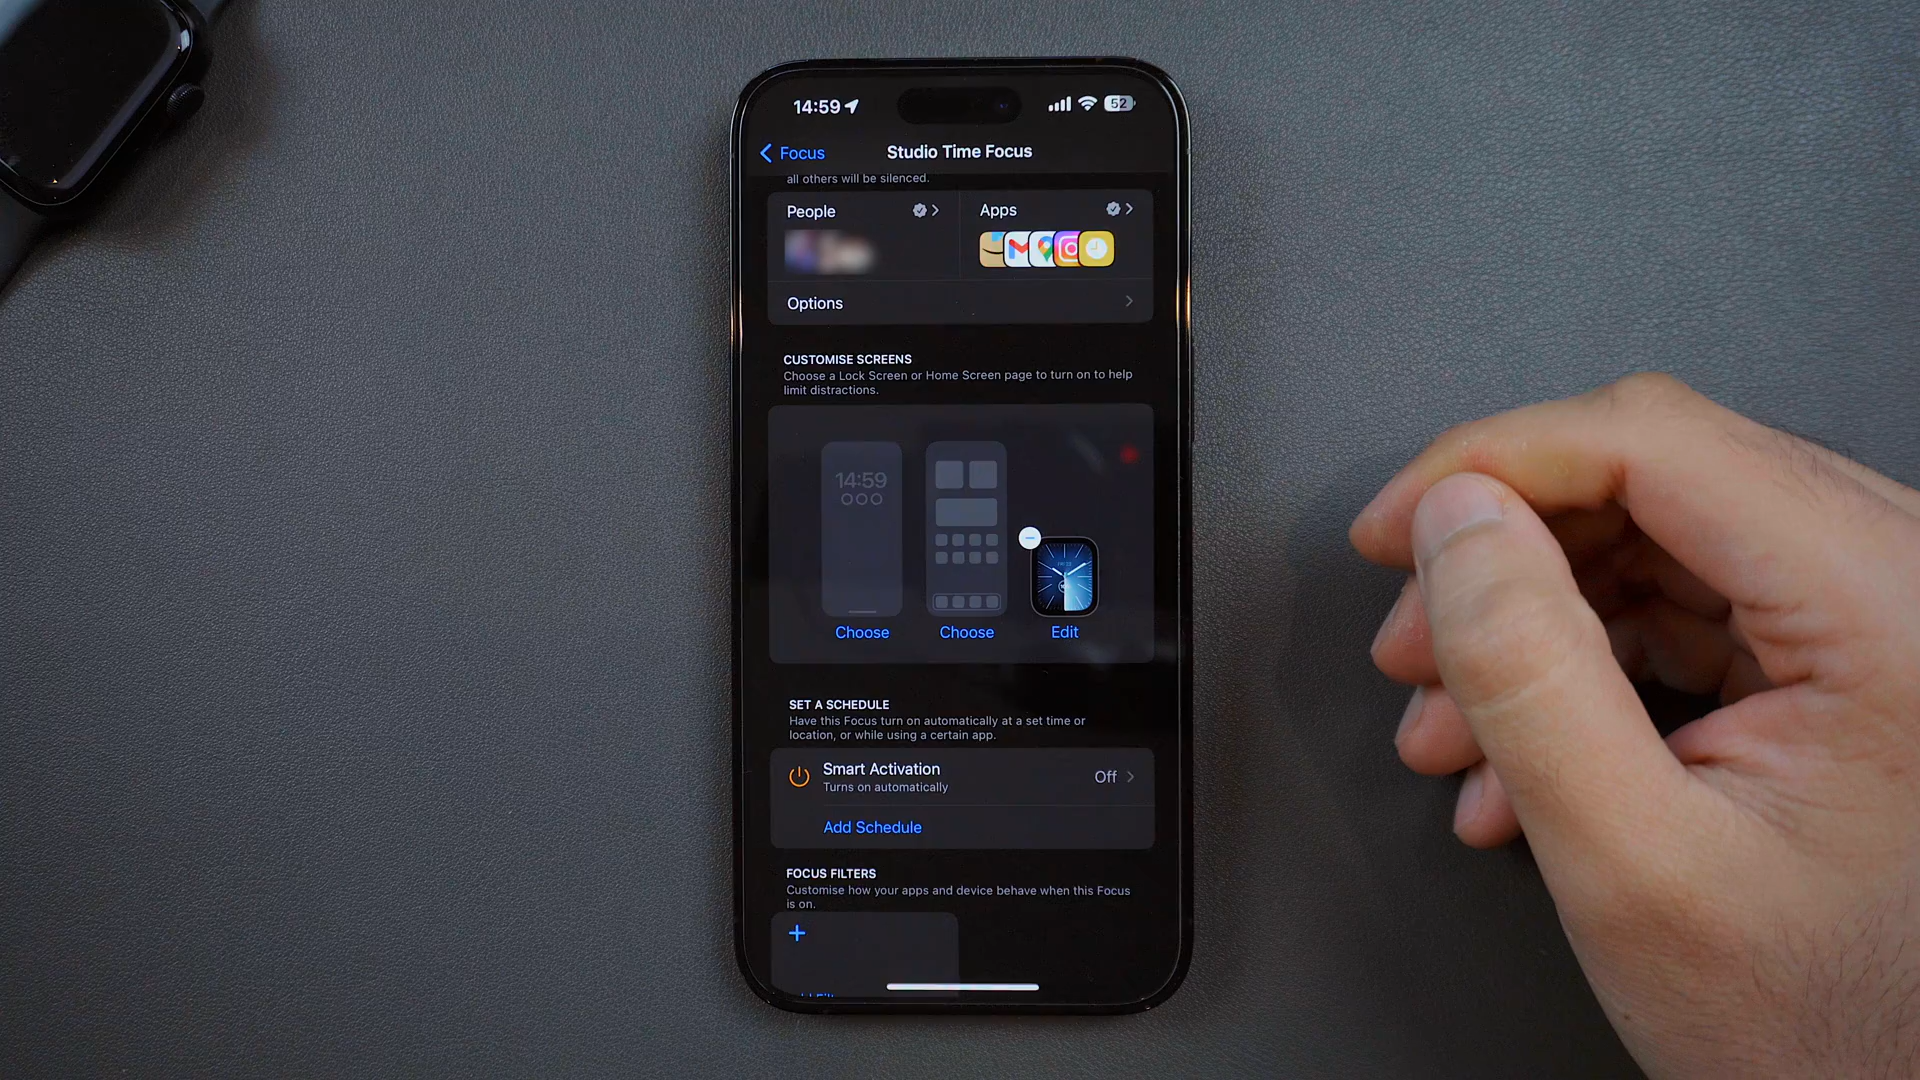 14:59
52
Focus
Studio Time Focus
all others will be silenced.
People
Apps
Options
CUSTOMISE SCREENS
Choose a Lock Screen or Home Screen page to turn on to help
limit distractions.
14:59
Choose
Choose
Edit
SET A SCHEDULE
Have this Focus turn on automatically at a set time or
location, or while using a certain app.
Smart Activation
Off
Turns on automatically
Add Schedule
FOCUS FILTERS
Customise how your apps and device behave when this Focus
is on.